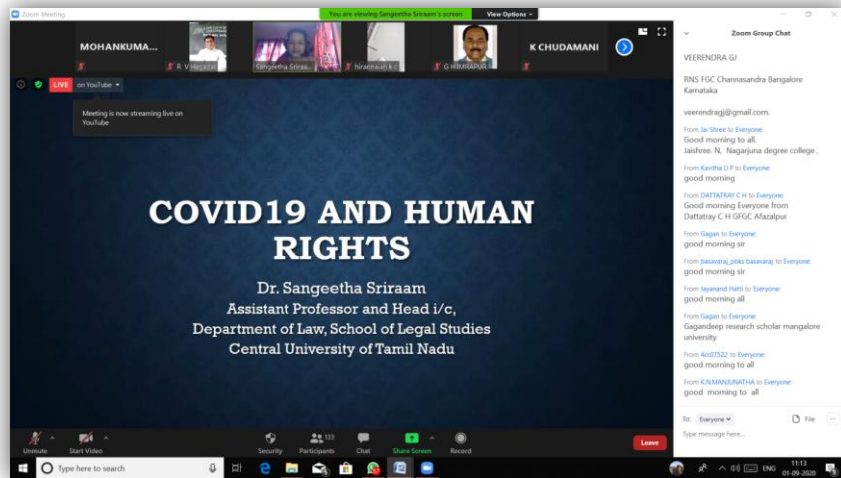 Zoom Meeting
You are viewing Sangeetha Sriraam's screen
View Options
MOHANKUMA...
R V Hegadal
Sangeetha Sriraa...
hirannaiah k c
G HIMRAPUR
K CHUDAMANI
LIVE on YouTube
Meeting is now streaming live on
YouTube
COVID19 AND HUMAN
RIGHTS
Dr. Sangeetha Sriraam
Assistant Professor and Head i/c,
Department of Law, School of Legal Studies
Central University of Tamil Nadu
Zoom Group Chat
VEERENDRA GJ
RNS FGC Channasandra Bangalore
Karnataka
veerendragj@gmail.com.
From Jai Shree to Everyone:
Good morning to all.
Jaishree. N, Nagarjuna degree college ,
From Kavitha U P to Everyone:
good morning
From DATTATRAY C H to Everyone:
Good morning Everyone from
Dattatray C H GFGC Afazalpur
From Gagan to Everyone:
good morning sir
From basavaraj_pbks basavaraj to Everyone:
good morning sir
From Jayanand Hatti to Everyone:
good morning all
From Gagan to Everyone:
Gagandeep research scholar mangalore
university
From 4cc07522 to Everyone:
good morning to all
From K.N.MANJUNATHA to Everyone:
good morning to all
To: Everyone
File
Type message here...
Unmute
Start Video
Security
133
Participants
Chat
Share Screen
Record
Leave
Type here to search
ENG
11:13
01-09-2020